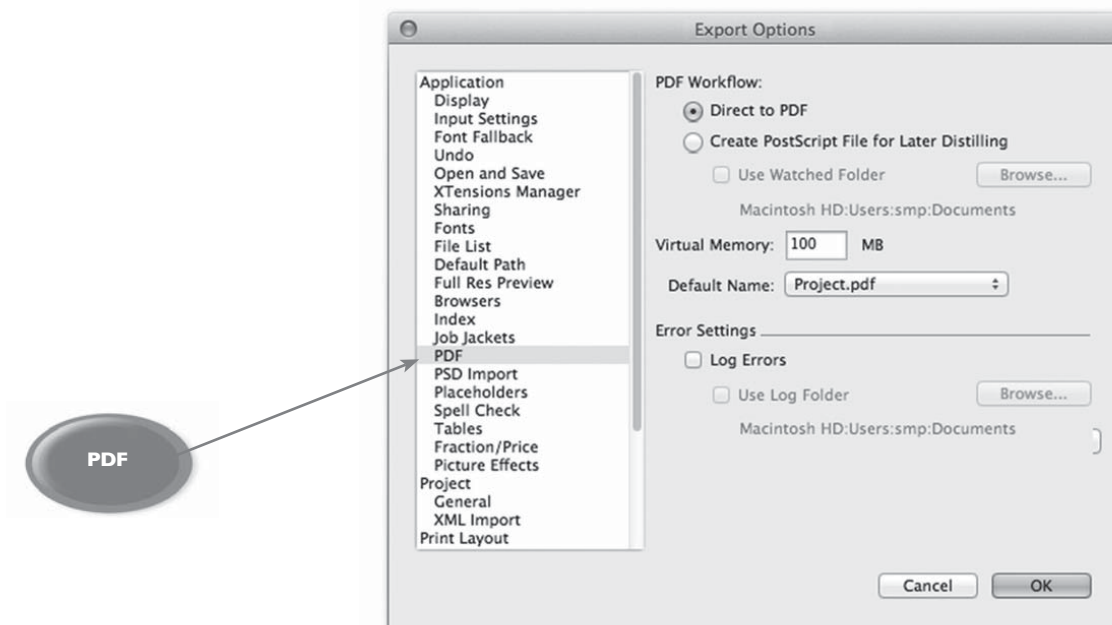 Export Options
Application
Display
Input Settings
Font Fallback
Undo
Open and Save
XTensions Manager
Sharing
Fonts
File List
Default Path
Full Res Preview
Browsers
Index
Job Jackets
PDF
PSD Import
Placeholders
Spell Check
Tables
Fraction/Price
Picture Effects
Project
General
XML Import
Print Layout
PDF Workflow:
Direct to PDF
Create PostScript File for Later Distilling
Use Watched Folder Browse...
Macintosh HD:Users:smp:Documents
Virtual Memory: 100 MB
Default Name: Project.pdf
Error Settings
Log Errors
Use Log Folder Browse...
Macintosh HD:Users:smp:Documents
Cancel OK
PDF